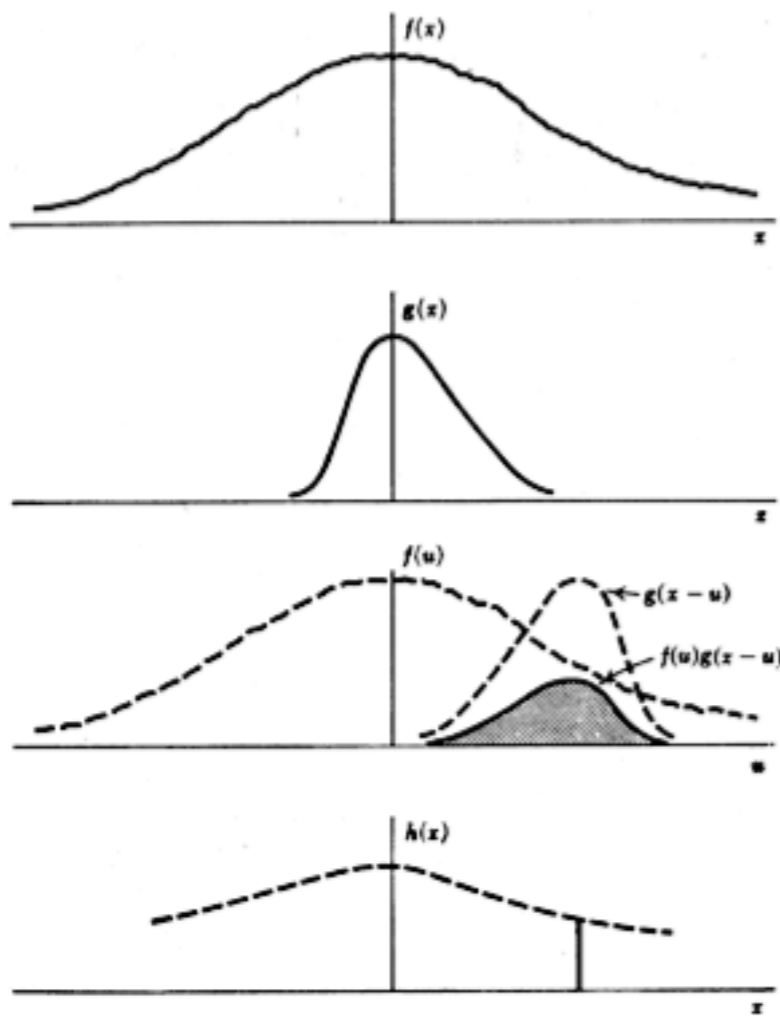 f(x)
x
g(x)
x
f(u)
g(x − u)
f(u)g(x − u)
u
h(x)
x